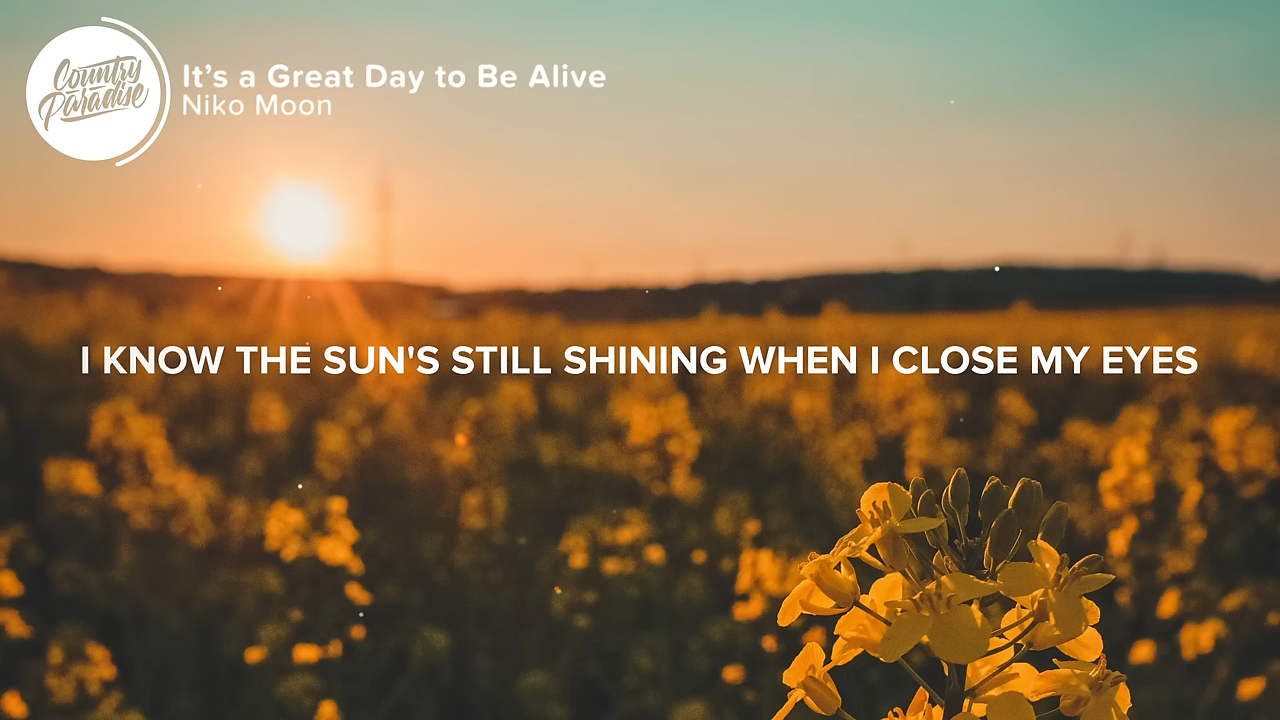 Country
Paradise
It’s a Great Day to Be Alive
Niko Moon
I KNOW THE SUN'S STILL SHINING WHEN I CLOSE MY EYES